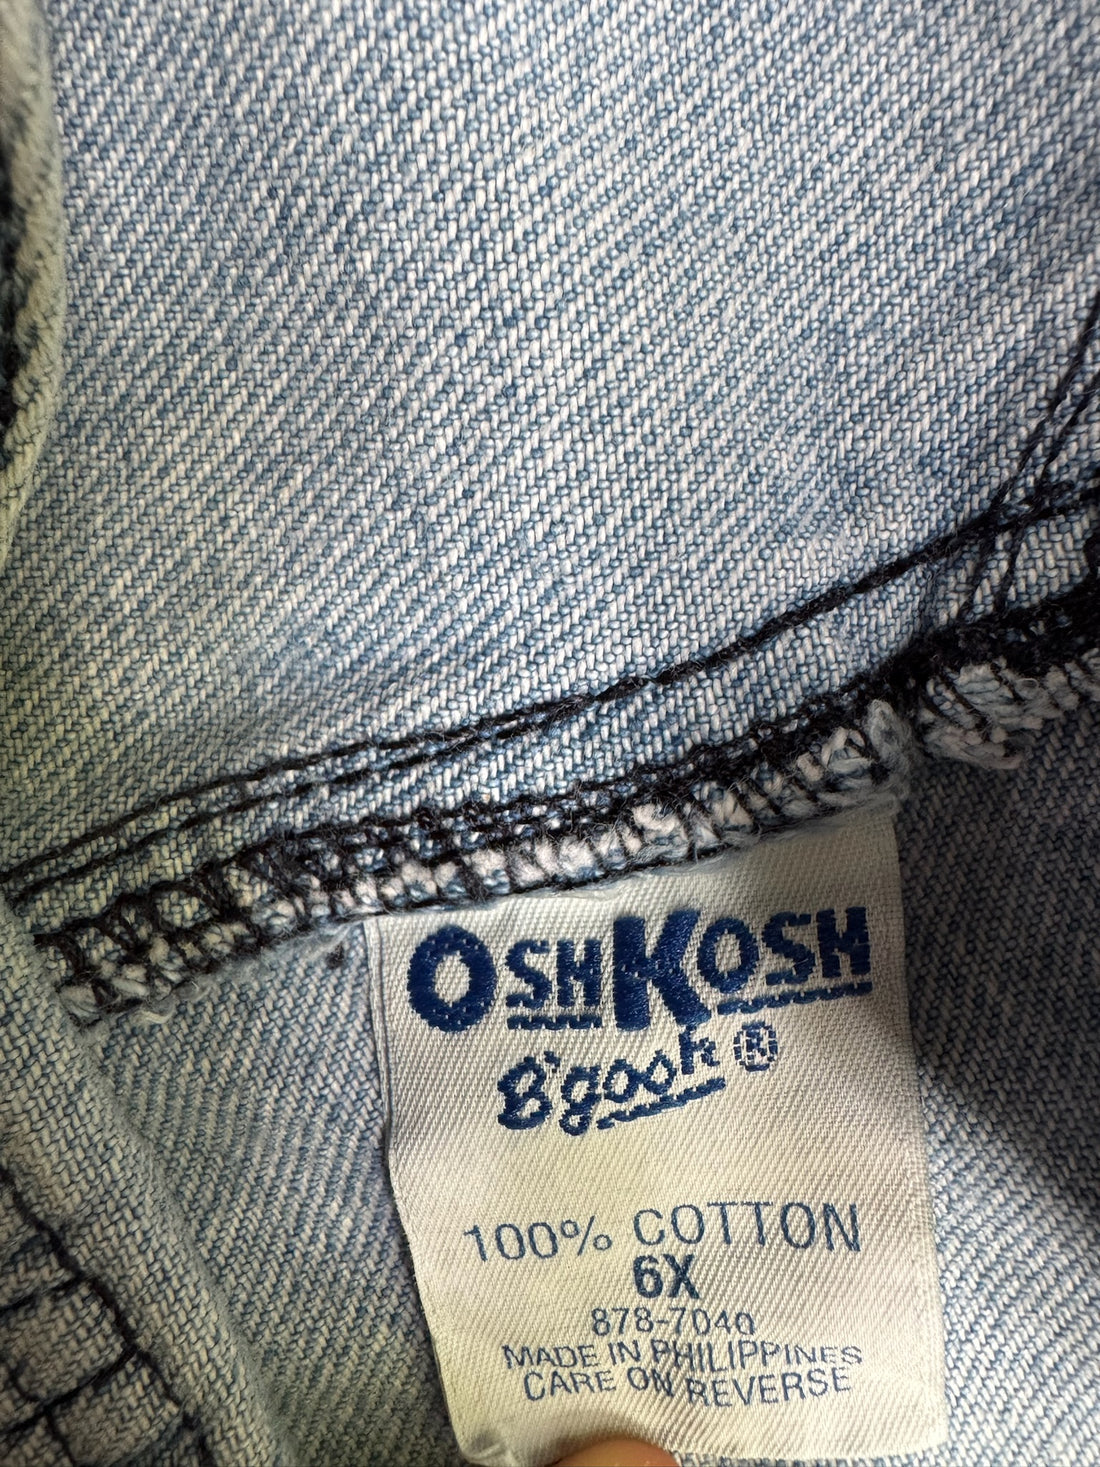 OSHKOSH
B'gosh ®
100% COTTON
6X
878-7040
MADE IN PHILIPPINES
CARE ON REVERSE